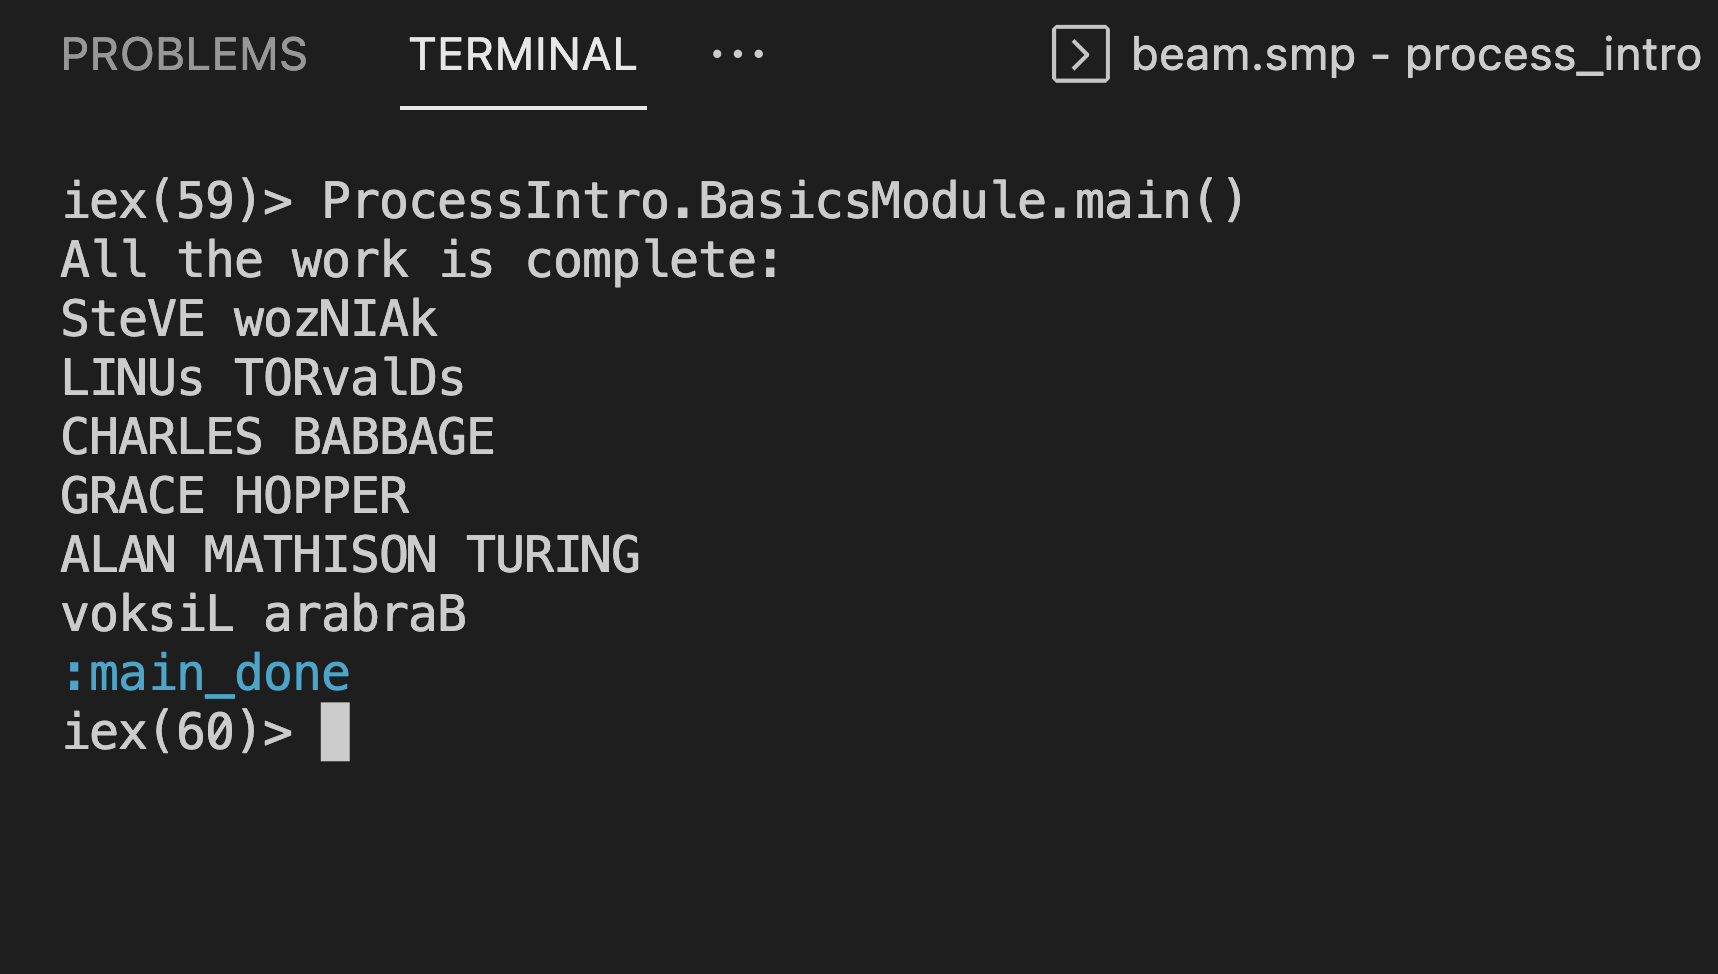 PROBLEMS TERMINAL ··· beam.smp - process_intro
iex(59)> ProcessIntro.BasicsModule.main()
All the work is complete:
SteVE wozNIAk
LINUs TORvalDs
CHARLES BABBAGE
GRACE HOPPER
ALAN MATHISON TURING
voksiL arabraB
:main_done
iex(60)>